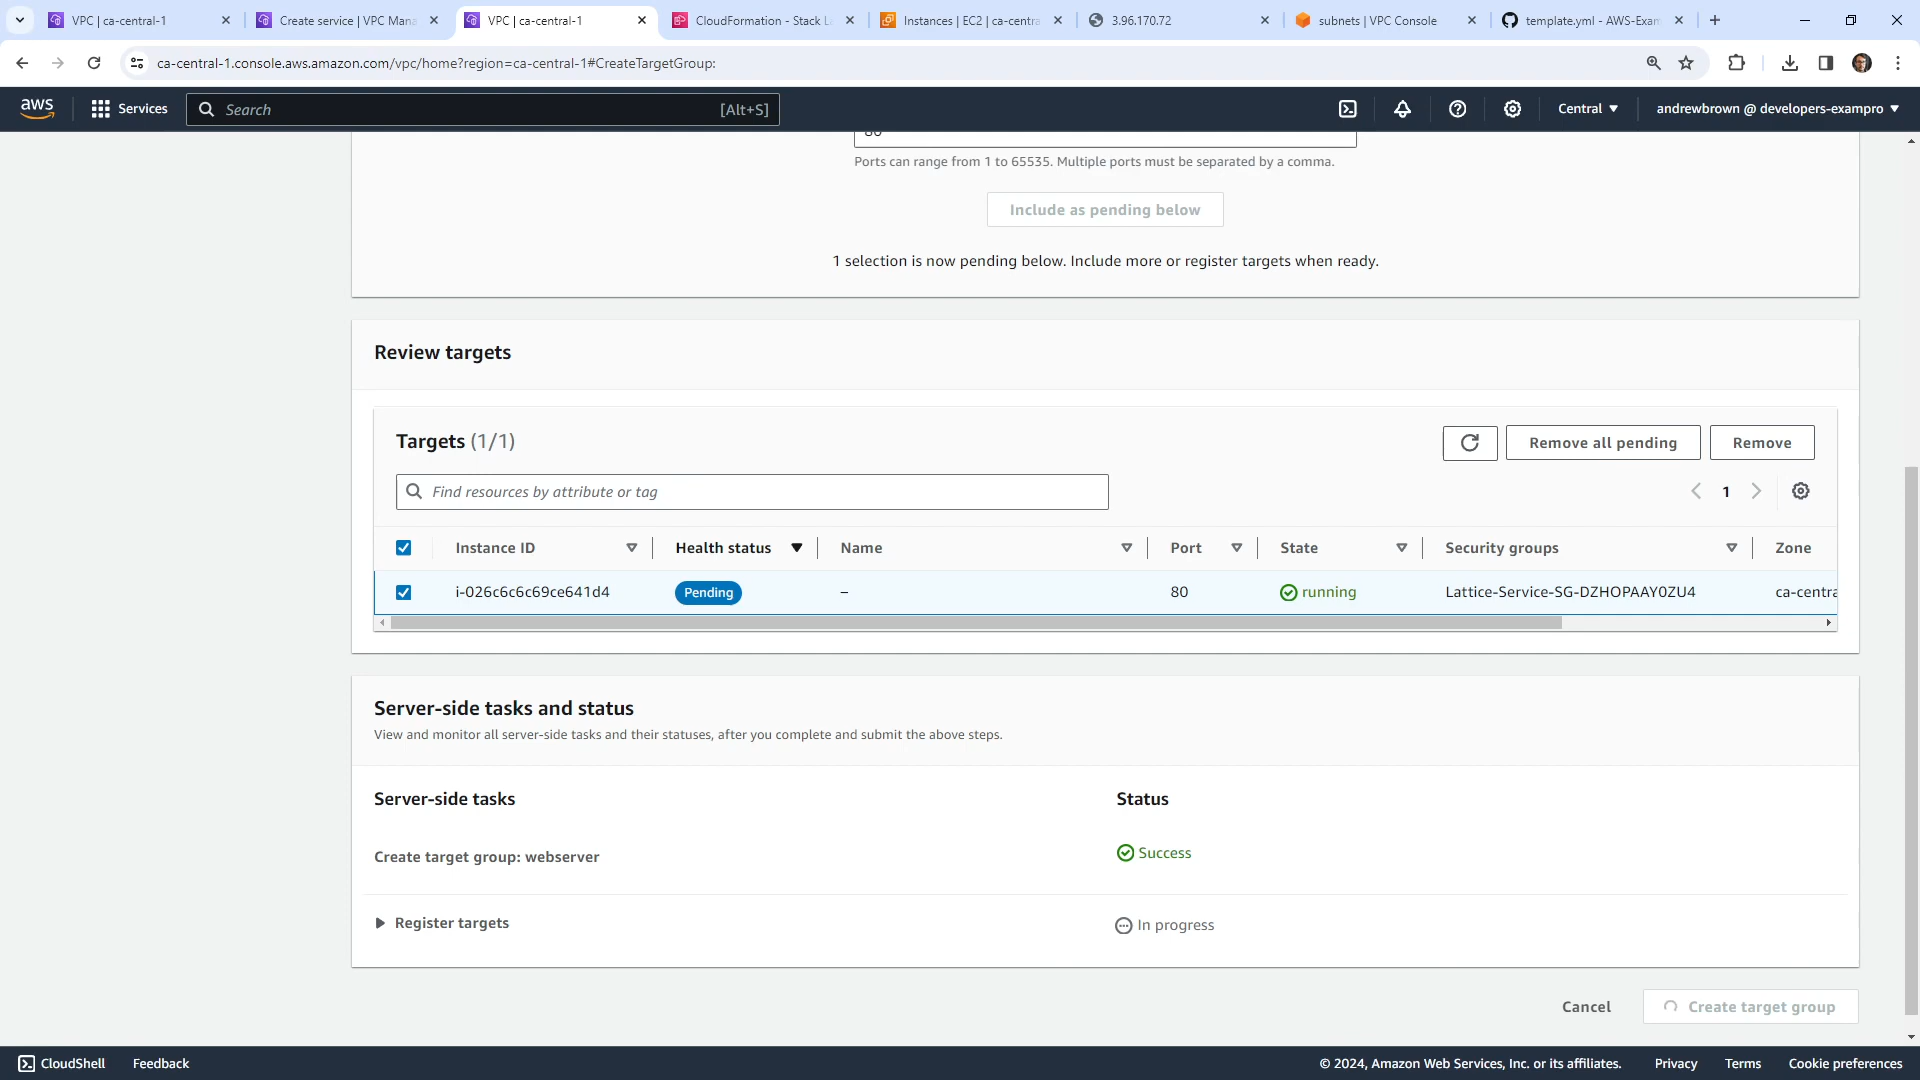 VPC | ca-central-1
Create service | VPC Mana
VPC | ca-central-1
CloudFormation - Stack L
Instances | EC2 | ca-centra
3.96.170.72
subnets | VPC Console
template.yml - AWS-Exam
ca-central-1.console.aws.amazon.com/vpc/home?region=ca-central-1#CreateTargetGroup:
aws
Services
Search
[Alt+S]
Central
andrewbrown @ developers-exampro
80
Ports can range from 1 to 65535. Multiple ports must be separated by a comma.
Include as pending below
1 selection is now pending below. Include more or register targets when ready.
Review targets
Targets (1/1)
Remove all pending
Remove
Find resources by attribute or tag
1
Instance ID
Health status
Name
Port
State
Security groups
Zone
i-026c6c6c69ce641d4
Pending
–
80
running
Lattice-Service-SG-DZHOPAAY0ZU4
ca-centra
Server-side tasks and status
View and monitor all server-side tasks and their statuses, after you complete and submit the above steps.
Server-side tasks
Status
Create target group: webserver
Success
Register targets
In progress
Cancel
Create target group
CloudShell
Feedback
© 2024, Amazon Web Services, Inc. or its affiliates.
Privacy
Terms
Cookie preferences